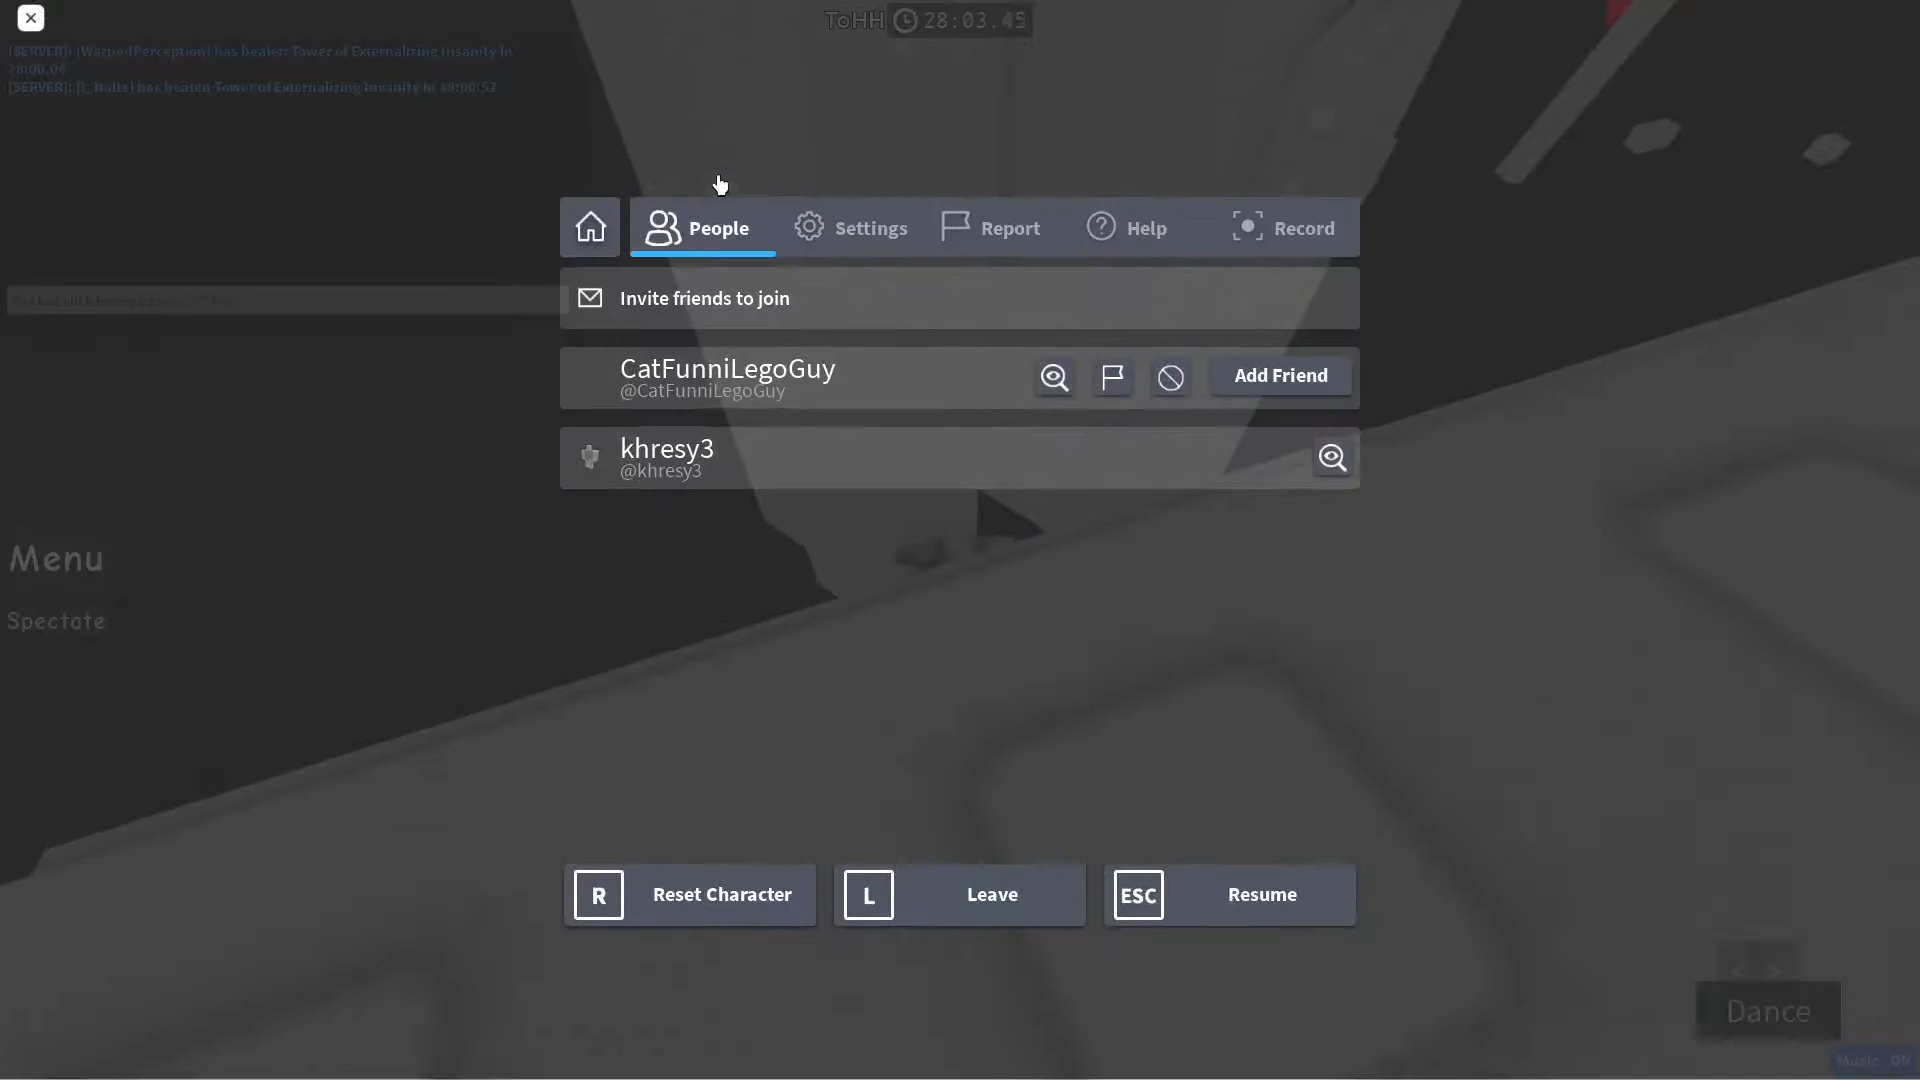 ToHH 28:03.45
[SERVER]: [WarpedPerception] has beaten Tower of Externalizing Insanity in
28:00.04
has beaten Tower of Externalizing Insanity in
People Settings Report Help Record
Invite friends to join
CatFunniLegoGuy
@CatFunniLegoGuy
Add Friend
khresy3
@khresy3
Menu
Spectate
R Reset Character L Leave ESC Resume
< >
Dance
Music: ON